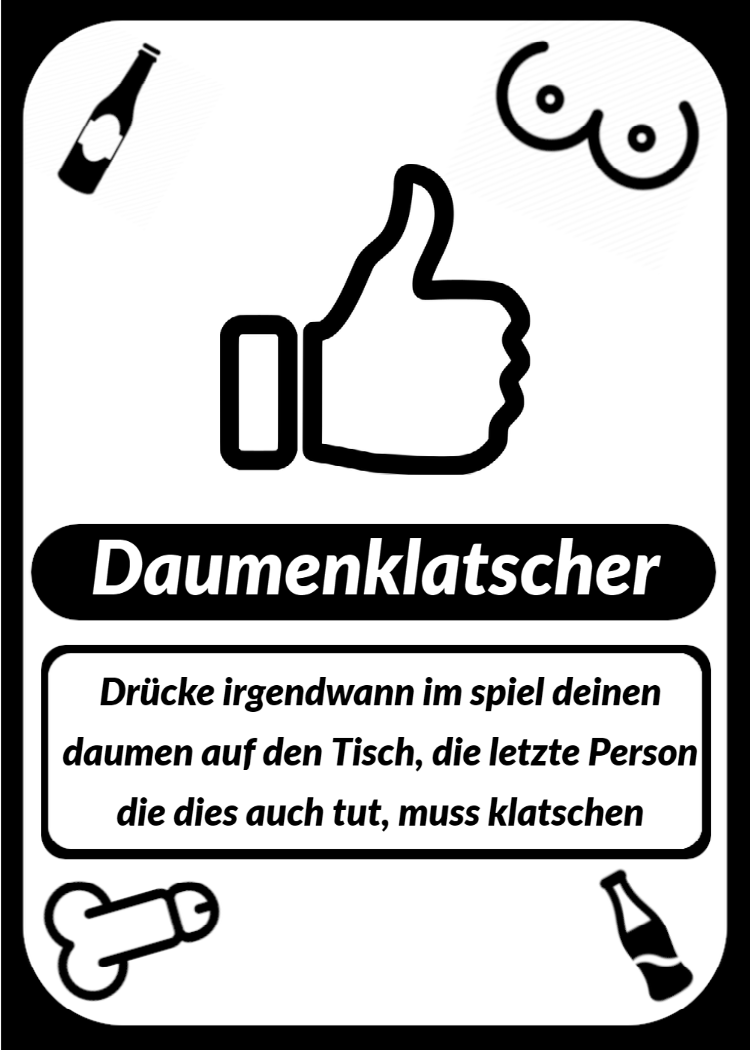 Daumenklatscher
Drücke irgendwann im spiel deinen
daumen auf den Tisch, die letzte Person
die dies auch tut, muss klatschen